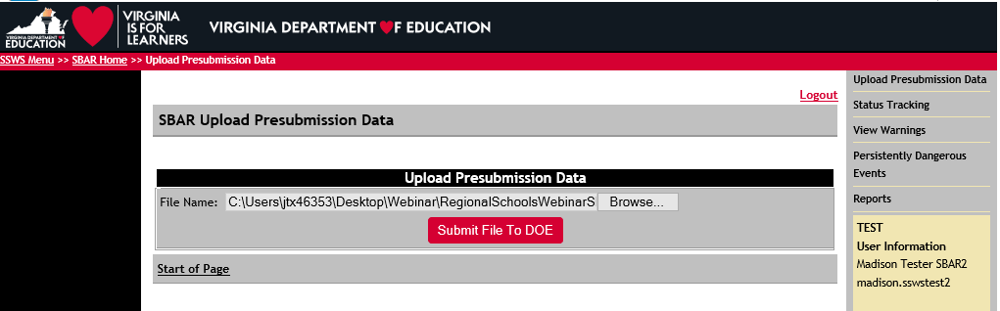 VIRGINIA DEPARTMENT OF
EDUCATION
VIRGINIA
IS FOR
LEARNERS
VIRGINIA DEPARTMENT OF EDUCATION
SSWS Menu >> SBAR Home >> Upload Presubmission Data
Logout
SBAR Upload Presubmission Data
Upload Presubmission Data
File Name: C:\Users\jtx46353\Desktop\Webinar\RegionalSchoolsWebinarS Browse...
Submit File To DOE
Start of Page
Upload Presubmission Data
Status Tracking
View Warnings
Persistently Dangerous
Events
Reports
TEST
User Information
Madison Tester SBAR2
madison.sswstest2